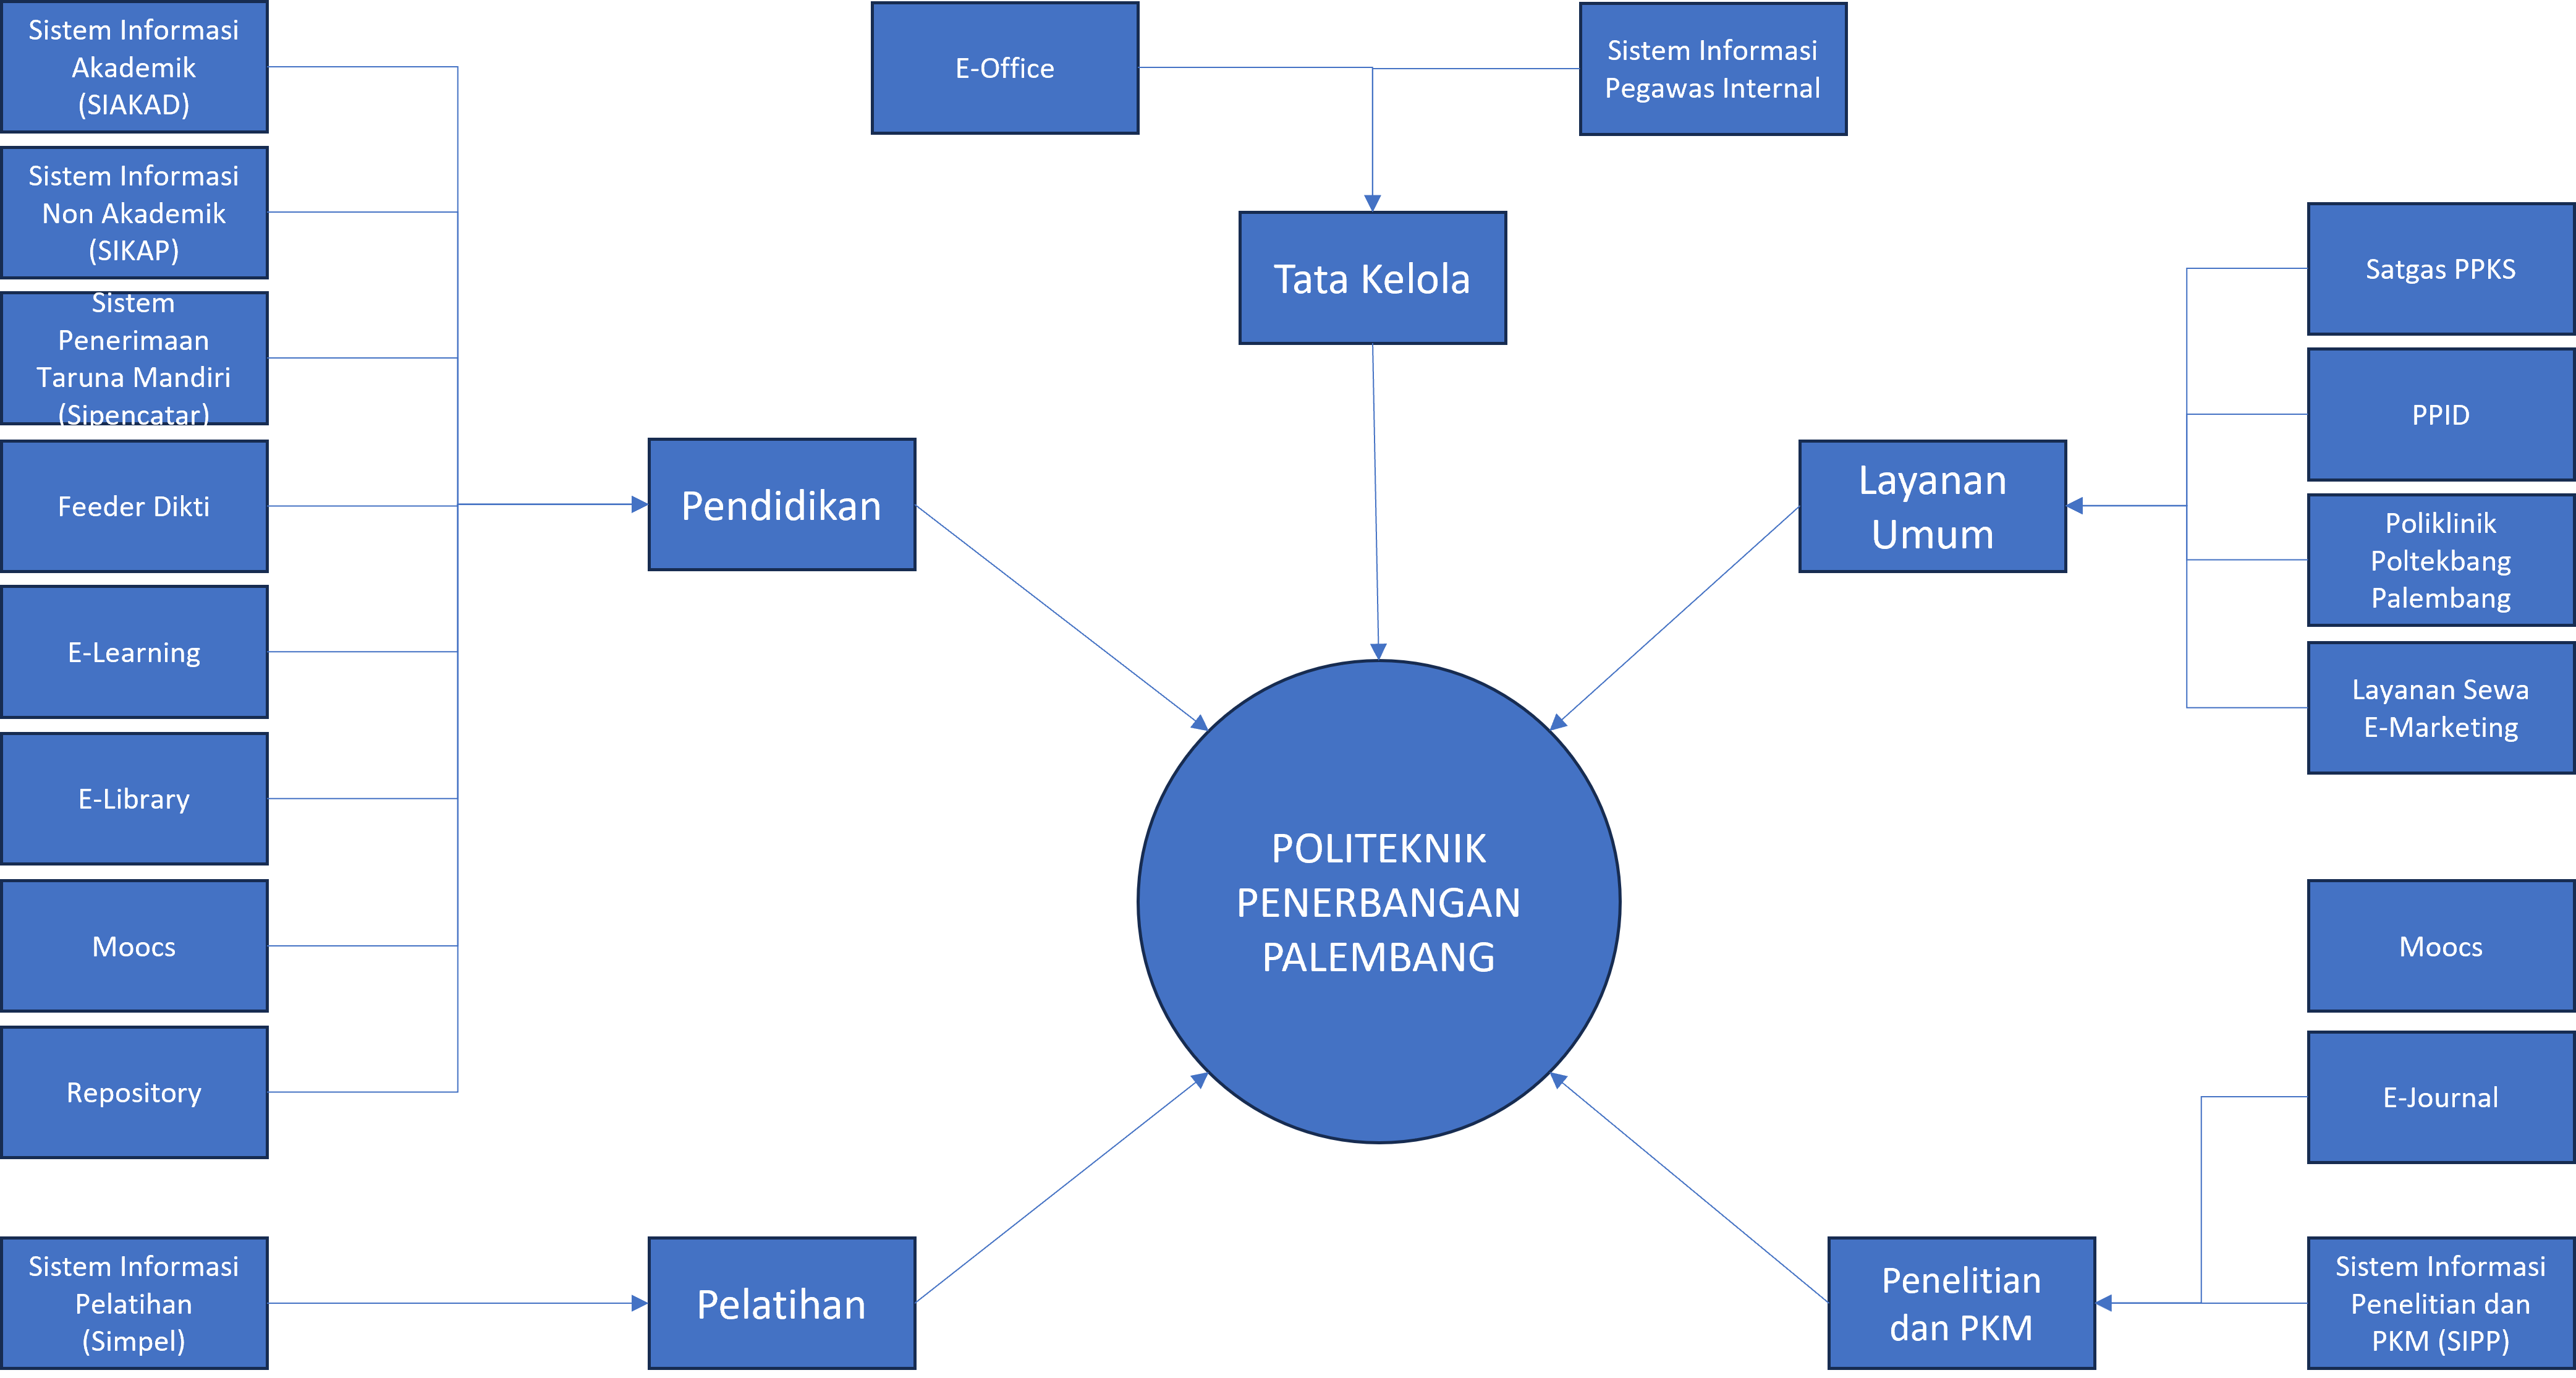 Sistem Informasi
Akademik
(SIAKAD)
Sistem Informasi
Non Akademik
(SIKAP)
Sistem
Penerimaan
Taruna Mandiri
(Sipencatar)
Feeder Dikti
E-Learning
E-Library
Moocs
Repository
Sistem Informasi
Pelatihan
(Simpel)
Pendidikan
Pelatihan
E-Office
Sistem Informasi
Pegawas Internal
Tata Kelola
POLITEKNIK
PENERBANGAN
PALEMBANG
Layanan
Umum
Penelitian
dan PKM
Satgas PPKS
PPID
Poliklinik
Poltekbang
Palembang
Layanan Sewa
E-Marketing
Moocs
E-Journal
Sistem Informasi
Penelitian dan
PKM (SIPP)